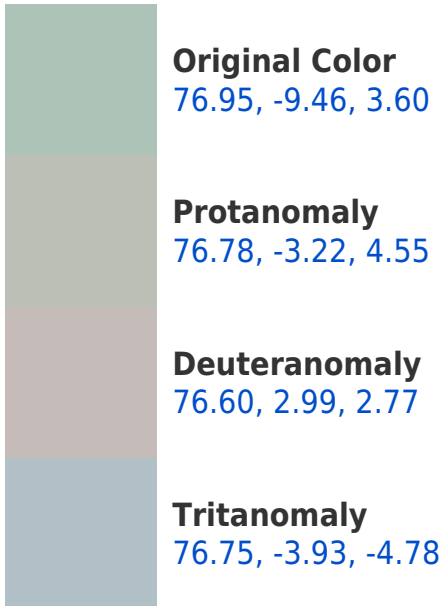 Original Color
76.95, -9.46, 3.60
Protanomaly
76.78, -3.22, 4.55
Deuteranomaly
76.60, 2.99, 2.77
Tritanomaly
76.75, -3.93, -4.78